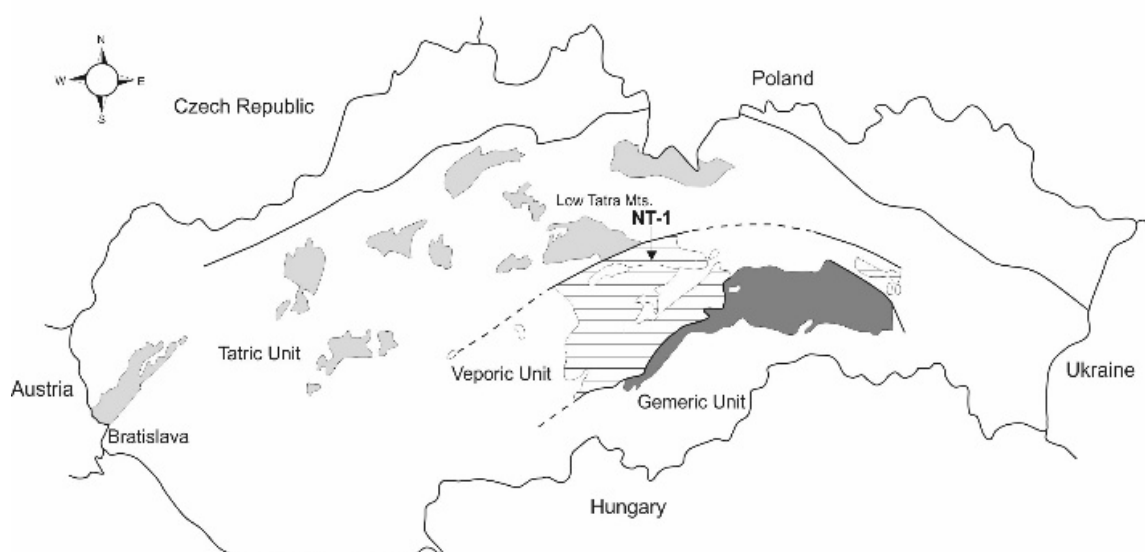 N
W E
S
Czech Republic
Poland
Low Tatra Mts.
NT-1
Tatric Unit
Veporic Unit
Gemeric Unit
Austria
Bratislava
Ukraine
Hungary